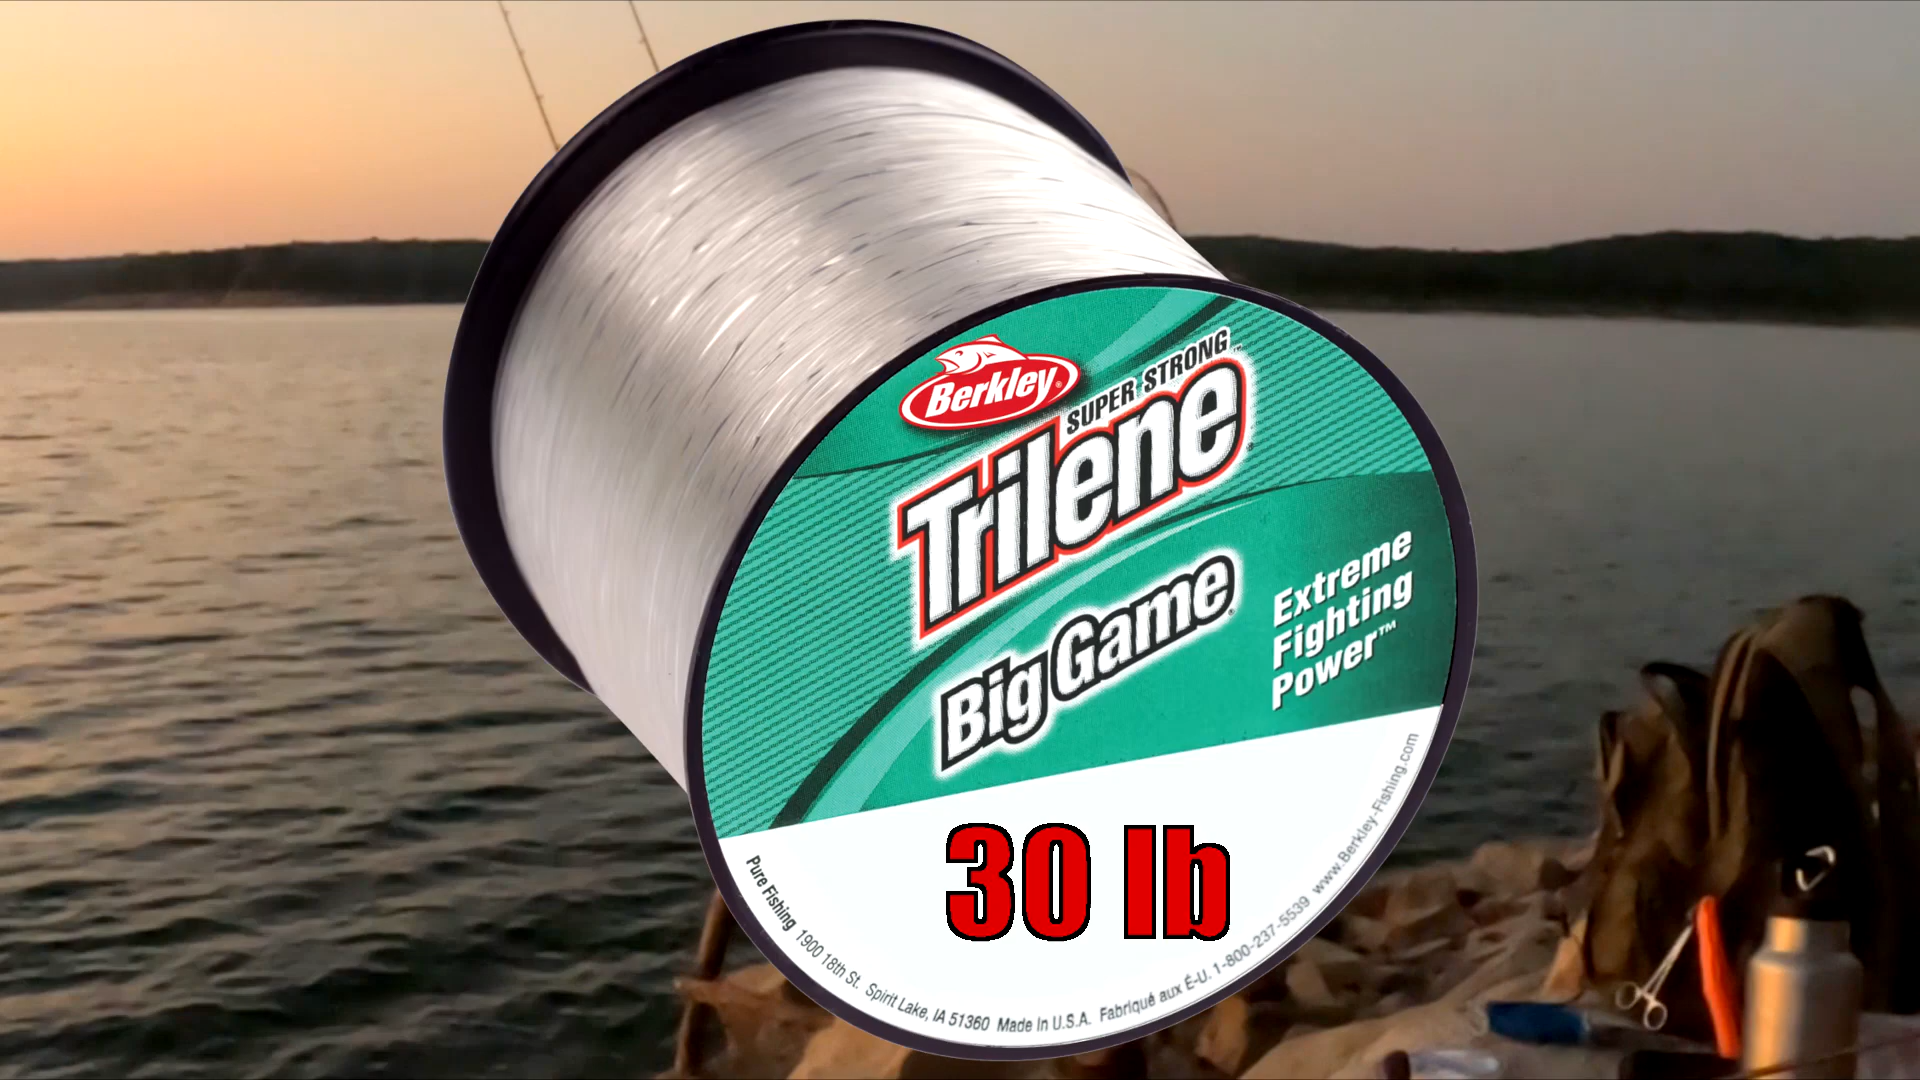 Berkley®
SUPER STRONG™
Trilene®
Big Game®
Extreme
Fighting
Power™
30 lb
Pure Fishing 1900 18th St. Spirit Lake, IA 51360 Made In U.S.A. Fabriqué aux É-U. 1-800-237-5539 www.Berkley-Fishing.com